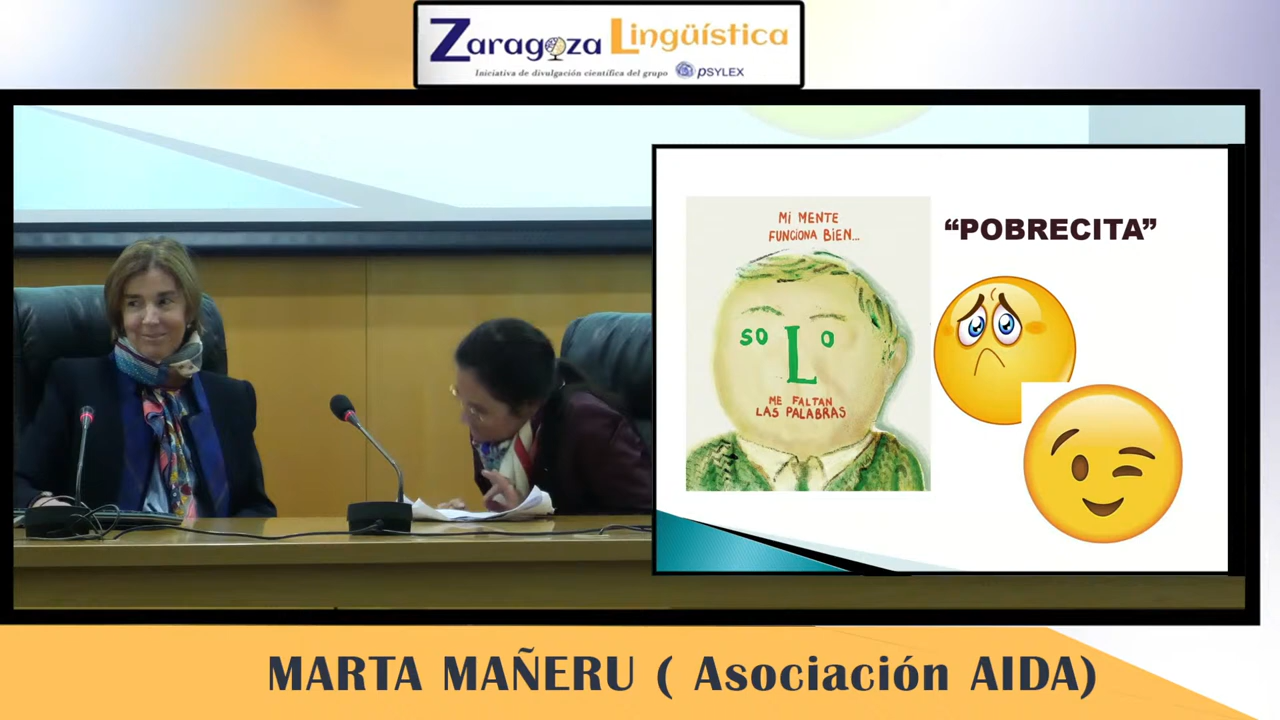 Zaragoza Lingüística
Iniciativa de divulgación científica del grupo PSYLEX
MI MENTE
FUNCIONA BIEN...
SOLO
ME FALTAN
LAS PALABRAS
“POBRECITA”
MARTA MAÑERU ( Asociación AIDA)